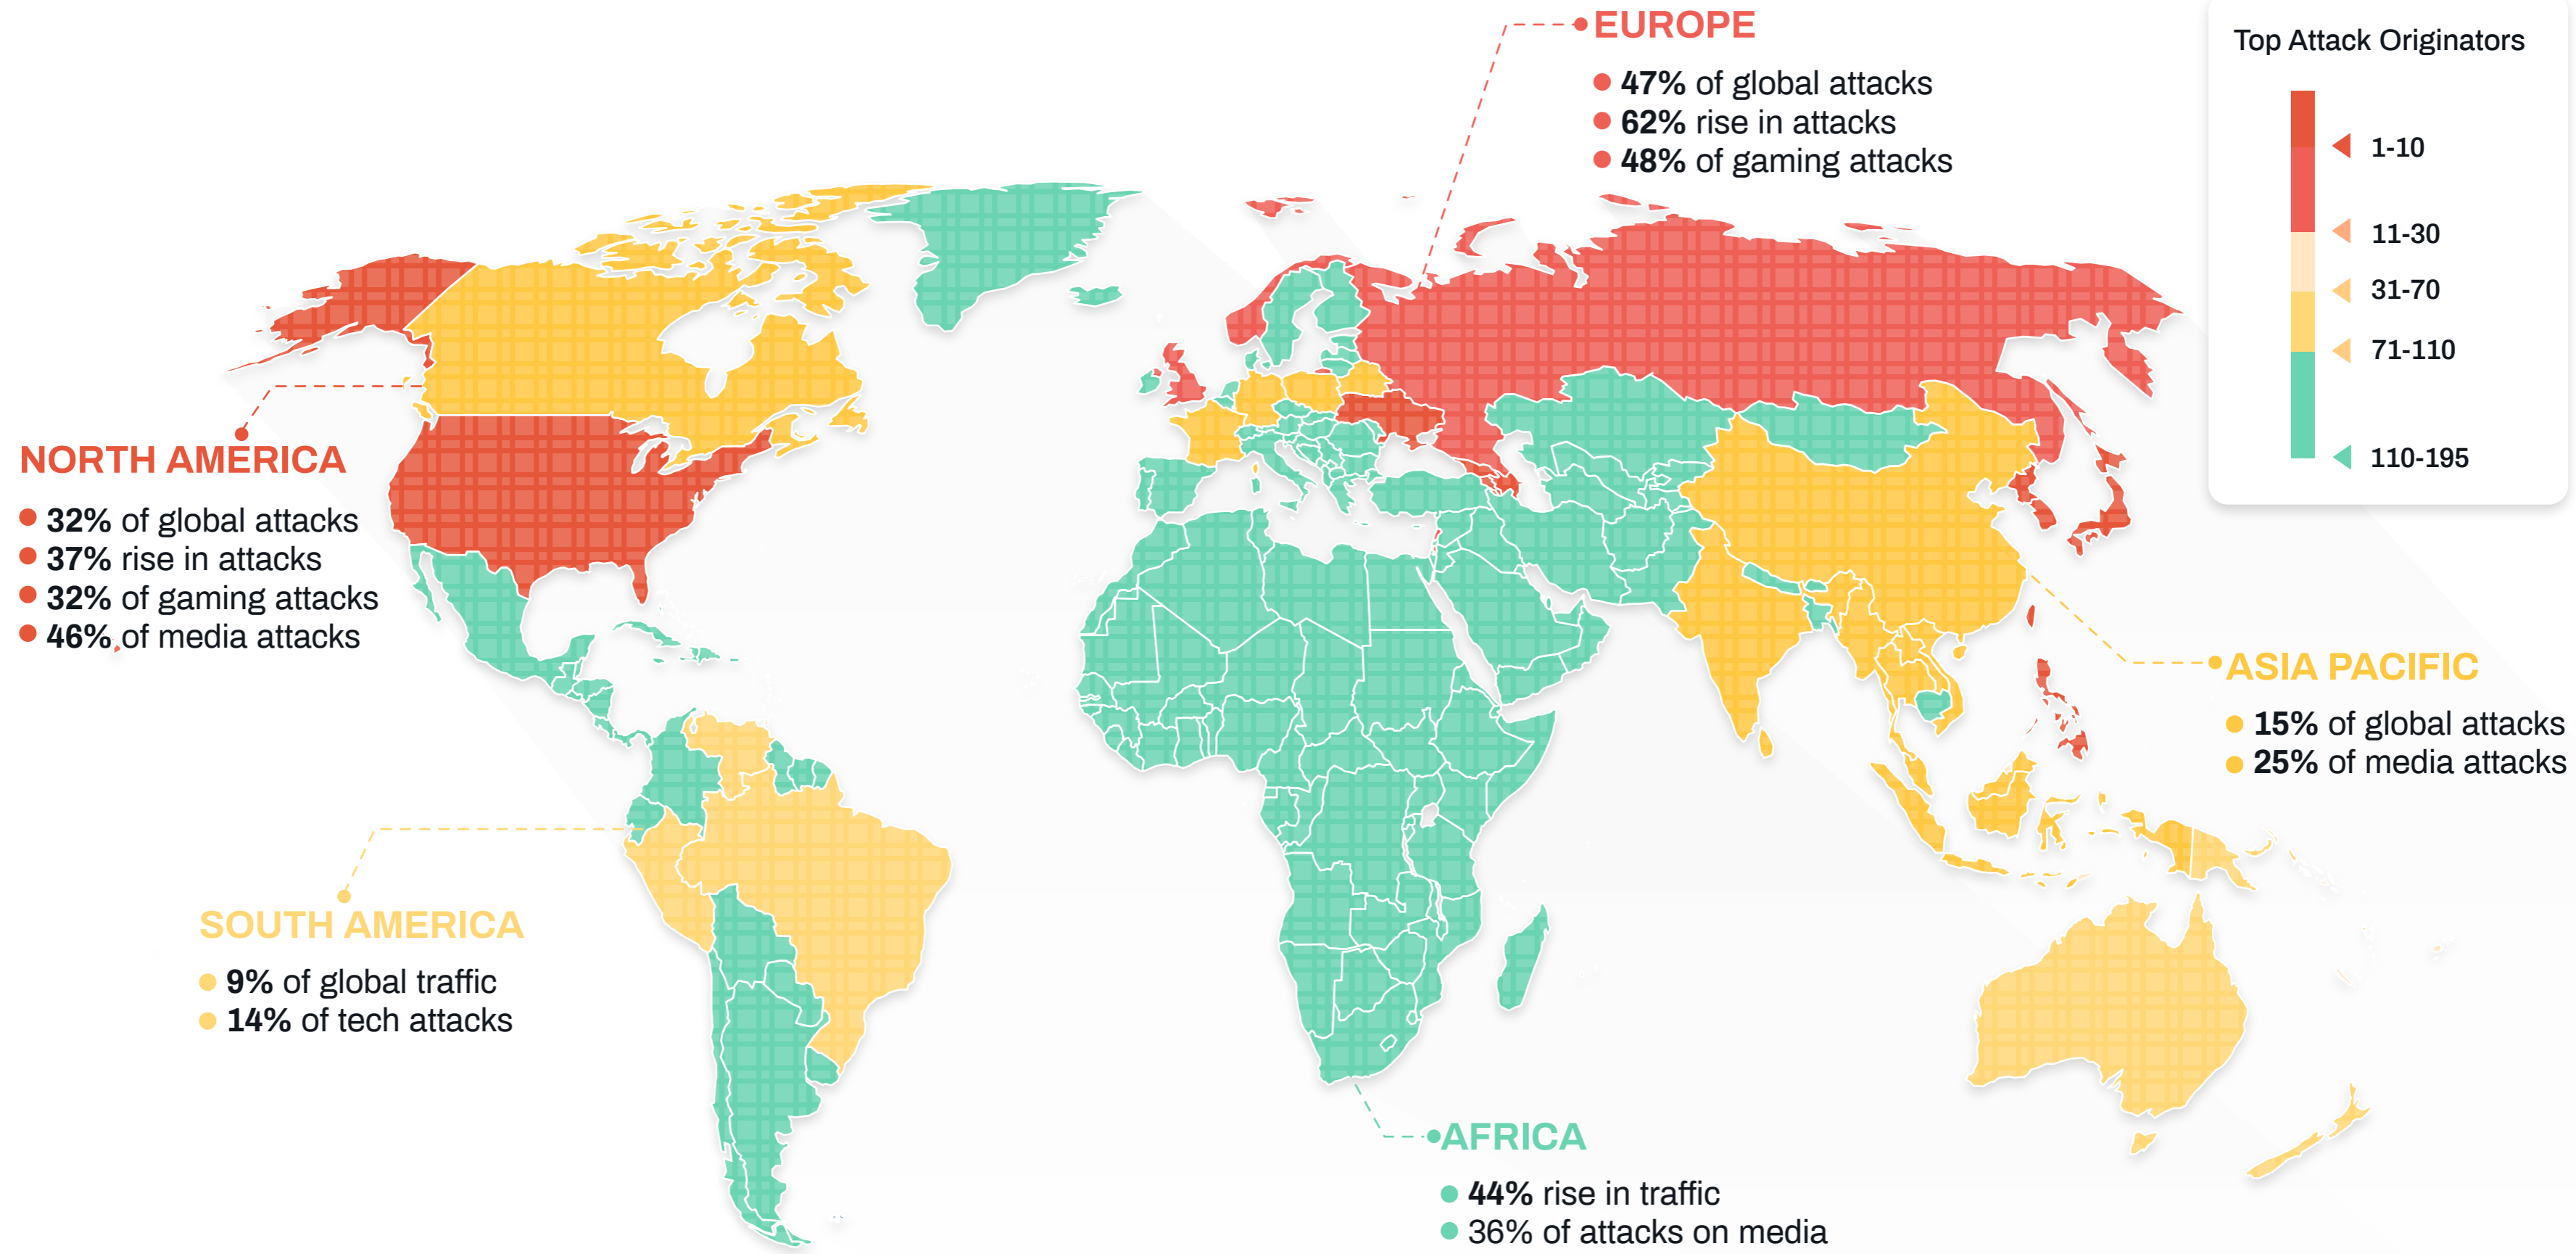 EUROPE
47% of global attacks
62% rise in attacks
48% of gaming attacks
Top Attack Originators
1-10
11-30
31-70
71-110
110-195
NORTH AMERICA
32% of global attacks
37% rise in attacks
32% of gaming attacks
46% of media attacks
ASIA PACIFIC
15% of global attacks
25% of media attacks
SOUTH AMERICA
9% of global traffic
14% of tech attacks
AFRICA
44% rise in traffic
36% of attacks on media